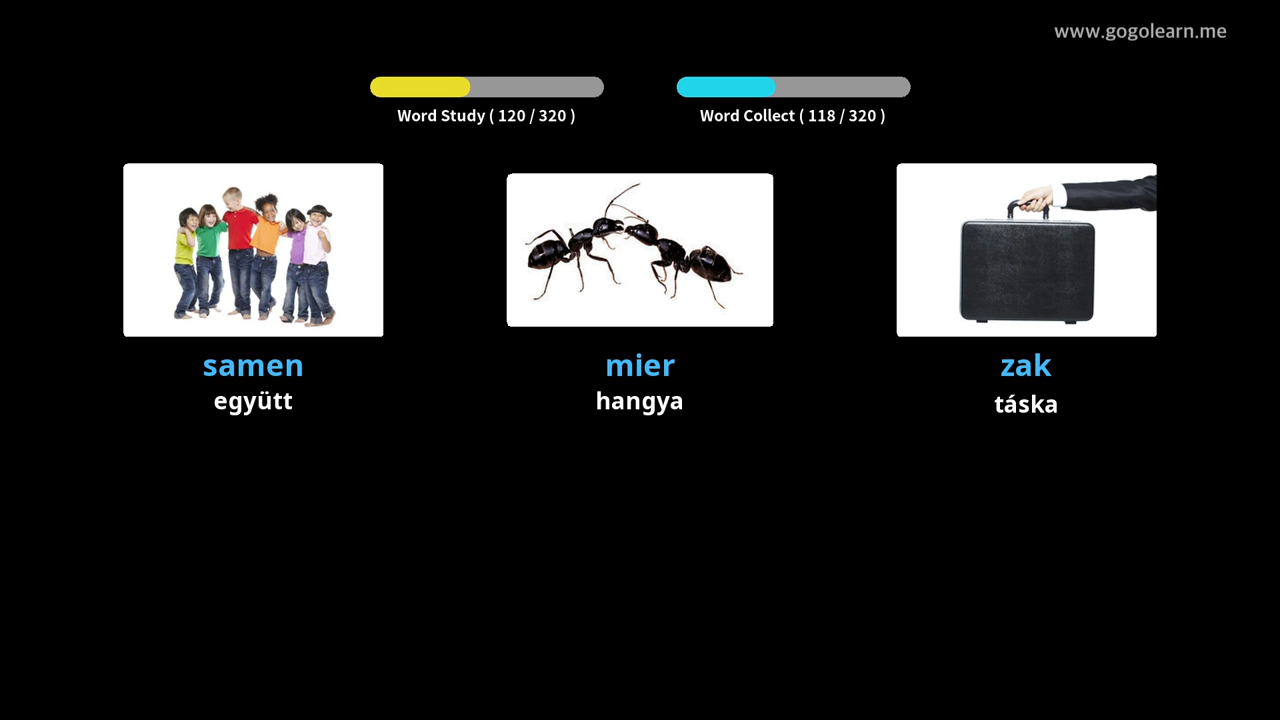 www.gogolearn.me
Word Study ( 120 / 320 )
Word Collect ( 118 / 320 )
samen
mier
zak
együtt
hangya
táska